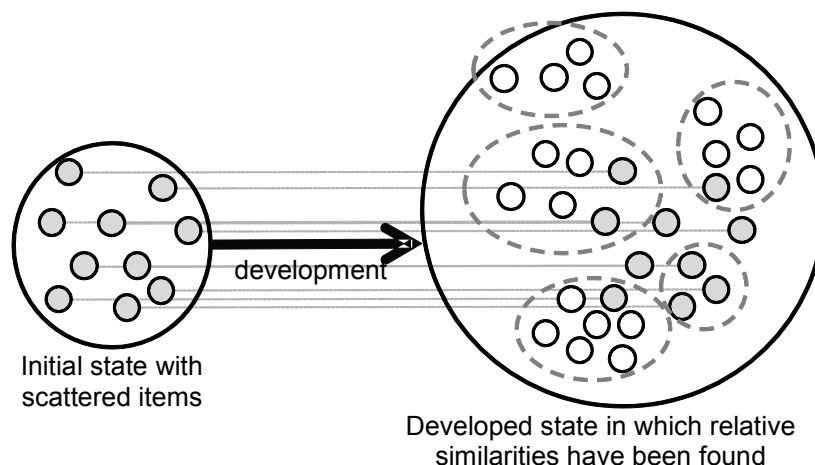 development
Initial state with
scattered items
Developed state in which relative
similarities have been found